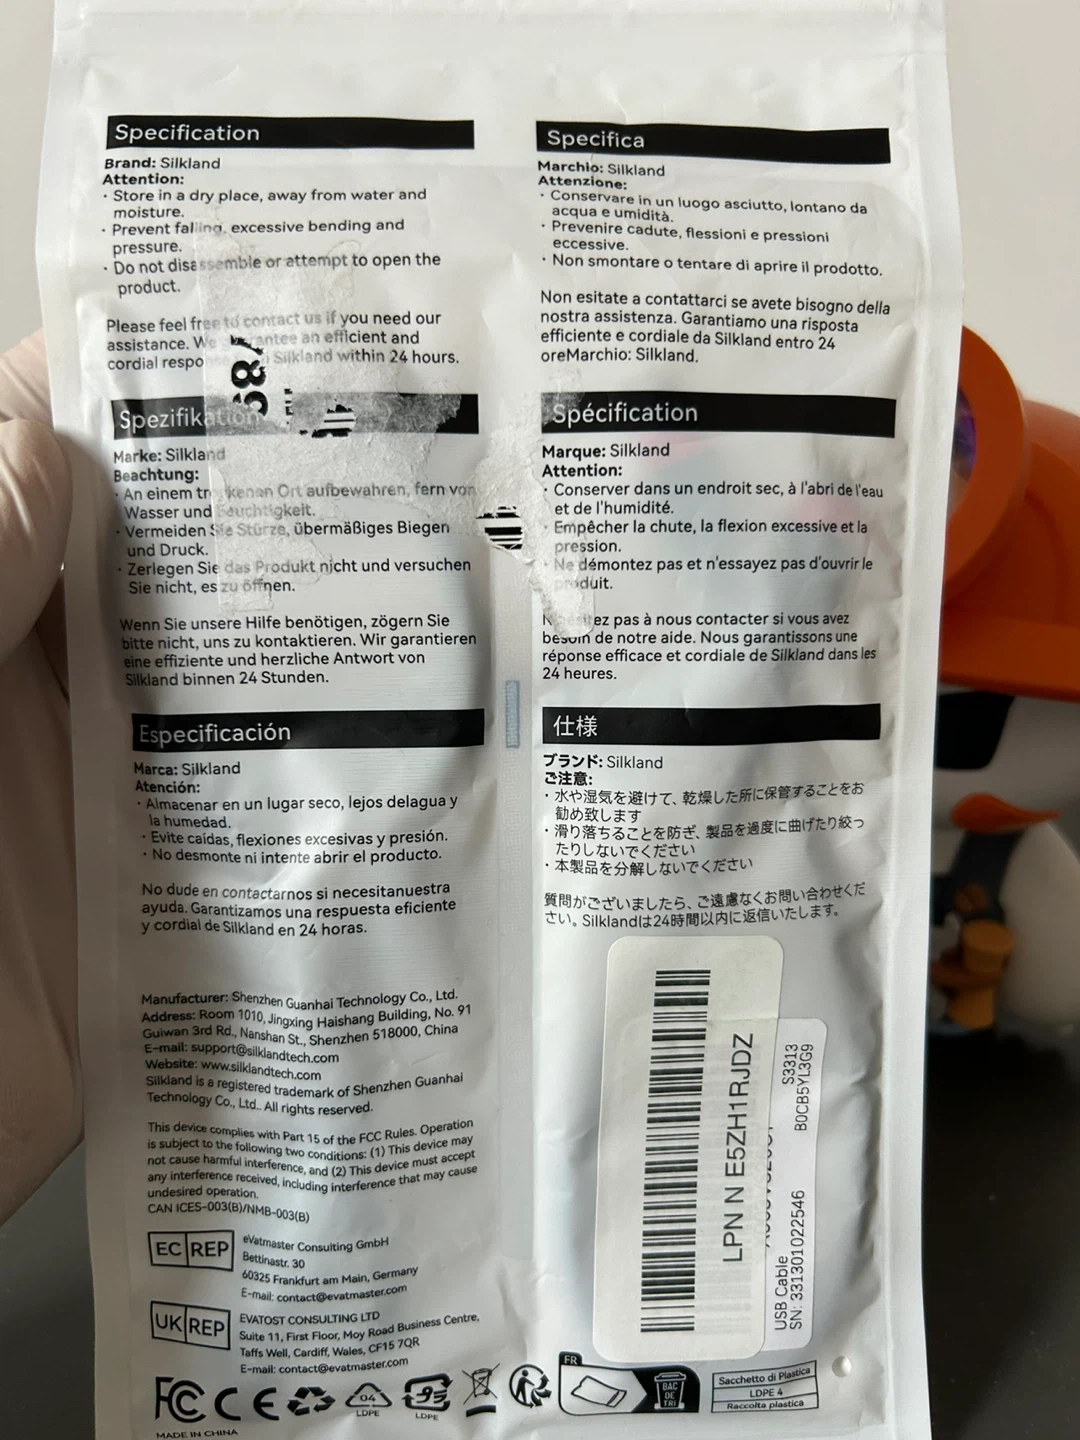 Specification
Brand: Silkland
Attention:
· Store in a dry place, away from water and
moisture.
· Prevent falling, excessive bending and
pressure.
· Do not disassemble or attempt to open the
product.
Please feel free to contact us if you need our
assistance. We guarantee an efficient and
cordial respo Silkland within 24 hours.
Spezifikation
Marke: Silkland
Beachtung:
· An einem trockenen Ort aufbewahren, fern von
Wasser und Feuchtigkeit.
· Vermeiden Sie Stürze, übermäßiges Biegen
und Druck.
· Zerlegen Sie das Produkt nicht und versuchen
Sie nicht, es zu öffnen.
Wenn Sie unsere Hilfe benötigen, zögern Sie
bitte nicht, uns zu kontaktieren. Wir garantieren
eine effiziente und herzliche Antwort von
Silkland binnen 24 Stunden.
Especificación
Marca: Silkland
Atención:
· Almacenar en un lugar seco, lejos delagua y
la humedad.
· Evite caídas, flexiones excesivas y presión.
· No desmonte ni intente abrir el producto.
No dude en contactarnos si necesitanuestra
ayuda. Garantizamos una respuesta eficiente
y cordial de Silkland en 24 horas.
Manufacturer: Shenzhen Guanhai Technology Co., Ltd.
Address: Room 1010, Jingxing Haishang Building, No. 91
Guiwan 3rd Rd., Nanshan St., Shenzhen 518000, China
E-mail: support@silklandtech.com
Website: www.silklandtech.com
Silkland is a registered trademark of Shenzhen Guanhai
Technology Co., Ltd.. All rights reserved.
This device complies with Part 15 of the FCC Rules. Operation
is subject to the following two conditions: (1) This device may
not cause harmful interference, and (2) This device must accept
any interference received, including interference that may cause
undesired operation.
CAN ICES-003(B)/NMB-003(B)
EC REP
eVatmaster Consulting GmbH
Bettinastr. 30
60325 Frankfurt am Main, Germany
E-mail: contact@evatmaster.com
UK REP
EVATOST CONSULTING LTD
Suite 11, First Floor, Moy Road Business Centre,
Taffs Well, Cardiff, Wales, CF15 7QR
E-mail: contact@evatmaster.com
FC CE
04
LDPE
95
LDPE
MADE IN CHINA
Specifica
Marchio: Silkland
Attenzione:
· Conservare in un luogo asciutto, lontano da
acqua e umidità.
· Prevenire cadute, flessioni e pressioni
eccessive.
· Non smontare o tentare di aprire il prodotto.
Non esitate a contattarci se avete bisogno della
nostra assistenza. Garantiamo una risposta
efficiente e cordiale da Silkland entro 24
oreMarchio: Silkland.
Spécification
Marque: Silkland
Attention:
· Conserver dans un endroit sec, à l'abri de l'eau
et de l'humidité.
· Empêcher la chute, la flexion excessive et la
pression.
· Ne démontez pas et n'essayez pas d'ouvrir le
produit.
pas à nous contacter si vous avez
besoin de notre aide. Nous garantissons une
réponse efficace et cordiale de Silkland dans les
24 heures.
仕様
ブランド: Silkland
ご注意:
· 水や湿気を避けて、乾燥した所に保管することをお
勧め致します
· 滑り落ちることを防ぎ、製品を過度に曲げたり絞っ
たりしないでください
· 本製品を分解しないでください
質問がございましたら、ご遠慮なくお問い合わせくだ
さい。Silklandは24時間以内に返信いたします。
LPN N E5ZH1RJDZ
S3313
B0CB5YL3G9
USB Cable
SN: 331301022546
FR
BAC
DE
TRI
Sacchetto di Plastica
LDPE 4
Raccolta plastica